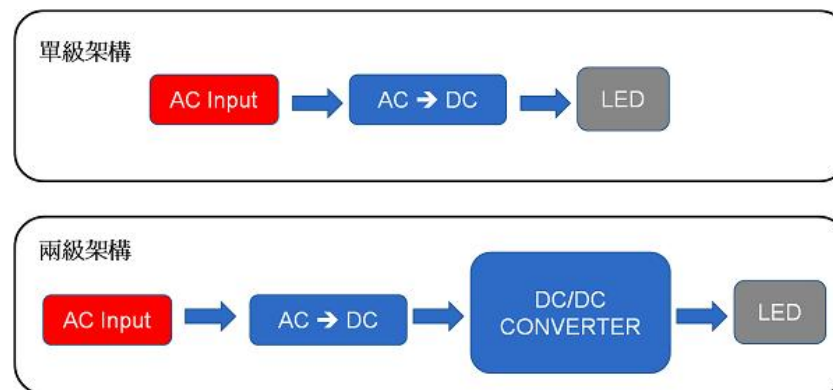 單級架構
AC Input
AC ➔ DC
LED
兩級架構
AC Input
AC ➔ DC
DC/DC
CONVERTER
LED